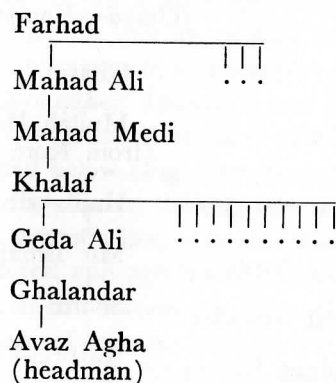 Farhad
Mahad Ali
. . .
Mahad Medi
Khalaf
Geda Ali
. . . . . . . . . .
Ghalandar
Avaz Agha
(headman)